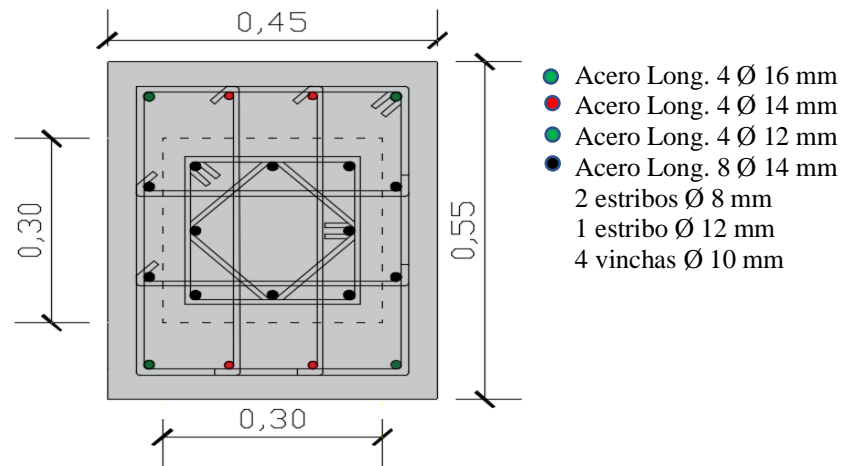 0,45
Acero Long. 4 Ø 16 mm
Acero Long. 4 Ø 14 mm
Acero Long. 4 Ø 12 mm
Acero Long. 8 Ø 14 mm
2 estribos Ø 8 mm
1 estribo Ø 12 mm
4 vinchas Ø 10 mm
0,30
0,55
0,30